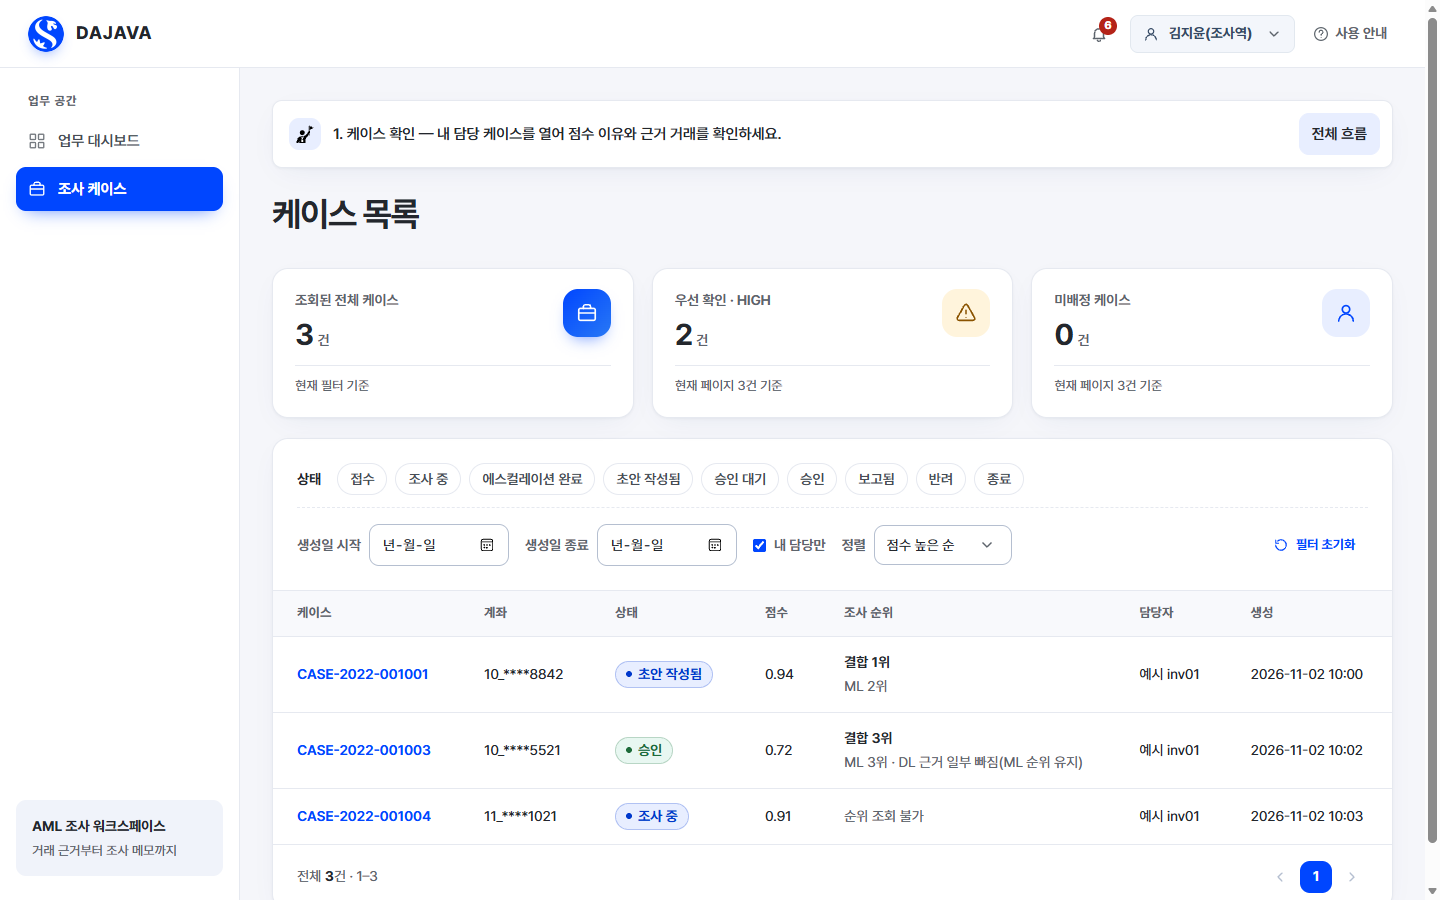 DAJAVA
6
김지윤(조사역)
사용 안내
업무 공간
업무 대시보드
조사 케이스
1. 케이스 확인 — 내 담당 케이스를 열어 점수 이유와 근거 거래를 확인하세요.
전체 흐름
케이스 목록
조회된 전체 케이스
3 건
현재 필터 기준
우선 확인 · HIGH
2 건
현재 페이지 3건 기준
미배정 케이스
0 건
현재 페이지 3건 기준
상태 접수 조사 중 에스컬레이션 완료 초안 작성됨 승인 대기 승인 보고됨 반려 종료
생성일 시작 년-월-일 생성일 종료 년-월-일 내 담당만 정렬 점수 높은 순 필터 초기화
케이스 계좌 상태 점수 조사 순위 담당자 생성
CASE-2022-001001 10_****8842 초안 작성됨 0.94 결합 1위 예시 inv01 2026-11-02 10:00
ML 2위
CASE-2022-001003 10_****5521 승인 0.72 결합 3위 예시 inv01 2026-11-02 10:02
ML 3위 · DL 근거 일부 빠짐(ML 순위 유지)
CASE-2022-001004 11_****1021 조사 중 0.91 순위 조회 불가 예시 inv01 2026-11-02 10:03
전체 3건 · 1–3
1
AML 조사 워크스페이스
거래 근거부터 조사 메모까지